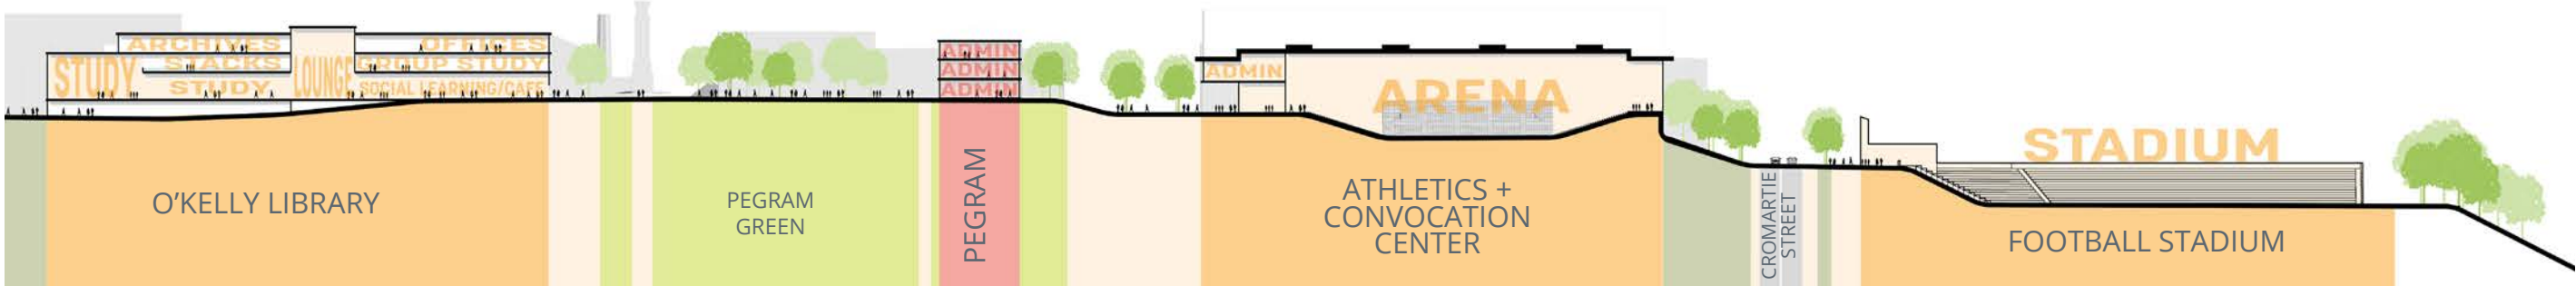 ARCHIVES
OFFICES
STUDY
STACKS
LOUNGE
GROUP STUDY
STUDY
SOCIAL LEARNING/CAFE
ADMIN
ADMIN
ADMIN
ADMIN
ARENA
STADIUM
O'KELLY LIBRARY
PEGRAM
GREEN
PEGRAM
ATHLETICS +
CONVOCATION
CENTER
CROMARTIE
STREET
FOOTBALL STADIUM